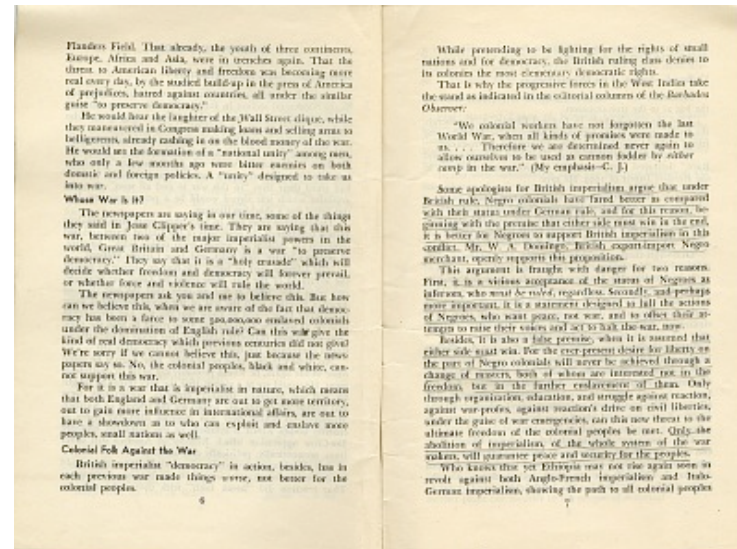 Flanders Field. That already, the youth of three continents,
Europe, Africa and Asia, were in trenches again. That the
threat to American liberty and freedom was becoming more
real every day, by the studied build-up in the press of America
of prejudices, hatred against countries, all under the similar
guise "to preserve democracy."
He would hear the laughter of the Wall Street clique, while
they maneuvered in Congress making loans and selling arms to
belligerents, already cashing in on the blood money of the war.
He would see the formation of a "national unity" among men,
who only a few months ago were bitter enemies on both
domestic and foreign policies. A "unity" designed to take us
into war.
Whose War Is It?
The newspapers are saying in our time, some of the things
they said in Jesse Clipper's time. They are saying that this
war, between two of the major imperialist powers in the
world, Great Britain and Germany is a war "to preserve
democracy." They say that it is a "holy crusade" which will
decide whether freedom and democracy will forever prevail,
or whether force and violence will rule the world.
The newspapers ask you and me to believe this. But how
can we believe this, when we are aware of the fact that democ-
racy has been a farce to some 500,000,000 enslaved colonials
under the domination of English rule? Can this war give the
kind of real democracy which previous centuries did not give?
We're sorry if we cannot believe this, just because the news-
papers say so. No, the colonial peoples, black and white, can-
not support this war.
For it is a war that is imperialist in nature, which means
that both England and Germany are out to get more territory,
out to gain more influence in international affairs, are out to
have a showdown as to who can exploit and enslave more
peoples, small nations as well.
Colonial Folk Against the War
British imperialist "democracy" in action, besides, has in
each previous war made things worse, not better for the
colonial peoples.
6
While pretending to be fighting for the rights of small
nations and for democracy, the British ruling class denies to
its colonies the most elementary democratic rights.
That is why the progressive forces in the West Indies take
the stand as indicated in the editorial columns of the Barbados
Observer:
"We colonial workers have not forgotten the last
World War, when all kinds of promises were made to
us. . . . Therefore we are determined never again to
allow ourselves to be used as cannon fodder by either
camp in the war." (My emphasis—C. J.)
Some apologists for British imperialism argue that under
British rule, Negro colonials have fared better as compared
with their status under German rule, and for this reason, be-
ginning with the premise that either side must win in the end,
it is better for Negroes to support British imperialism in this
conflict. Mr. W. A. Domingo, British export-import Negro
merchant, openly supports this proposition.
This argument is fraught with danger for two reasons.
First, it is a vicious acceptance of the status of Negroes as
inferiors, who must be ruled, regardless. Secondly, and perhaps
more important, it is a statement designed to lull the actions
of Negroes, who want peace, not war, and to offset their at-
tempts to raise their voices and act to halt the war, now.
Besides, it is also a false premise, when it is assumed that
either side must win. For the ever-present desire for liberty on
the part of Negro colonials will never be achieved through a
change of masters, both of whom are interested not in the
freedom, but in the further enslavement of them. Only
through organization, education, and struggle against reaction,
against war-profits, against reaction's drive on civil liberties,
under the guise of war emergencies, can this new threat to the
ultimate freedom of the colonial peoples be met. Only the
abolition of imperialism, of the whole system of the war
makers, will guarantee peace and security for the peoples.
Who knows that yet Ethiopia may not rise again soon in
revolt against both Anglo-French imperialism and Italo-
German imperialism, showing the path to all colonial peoples
7